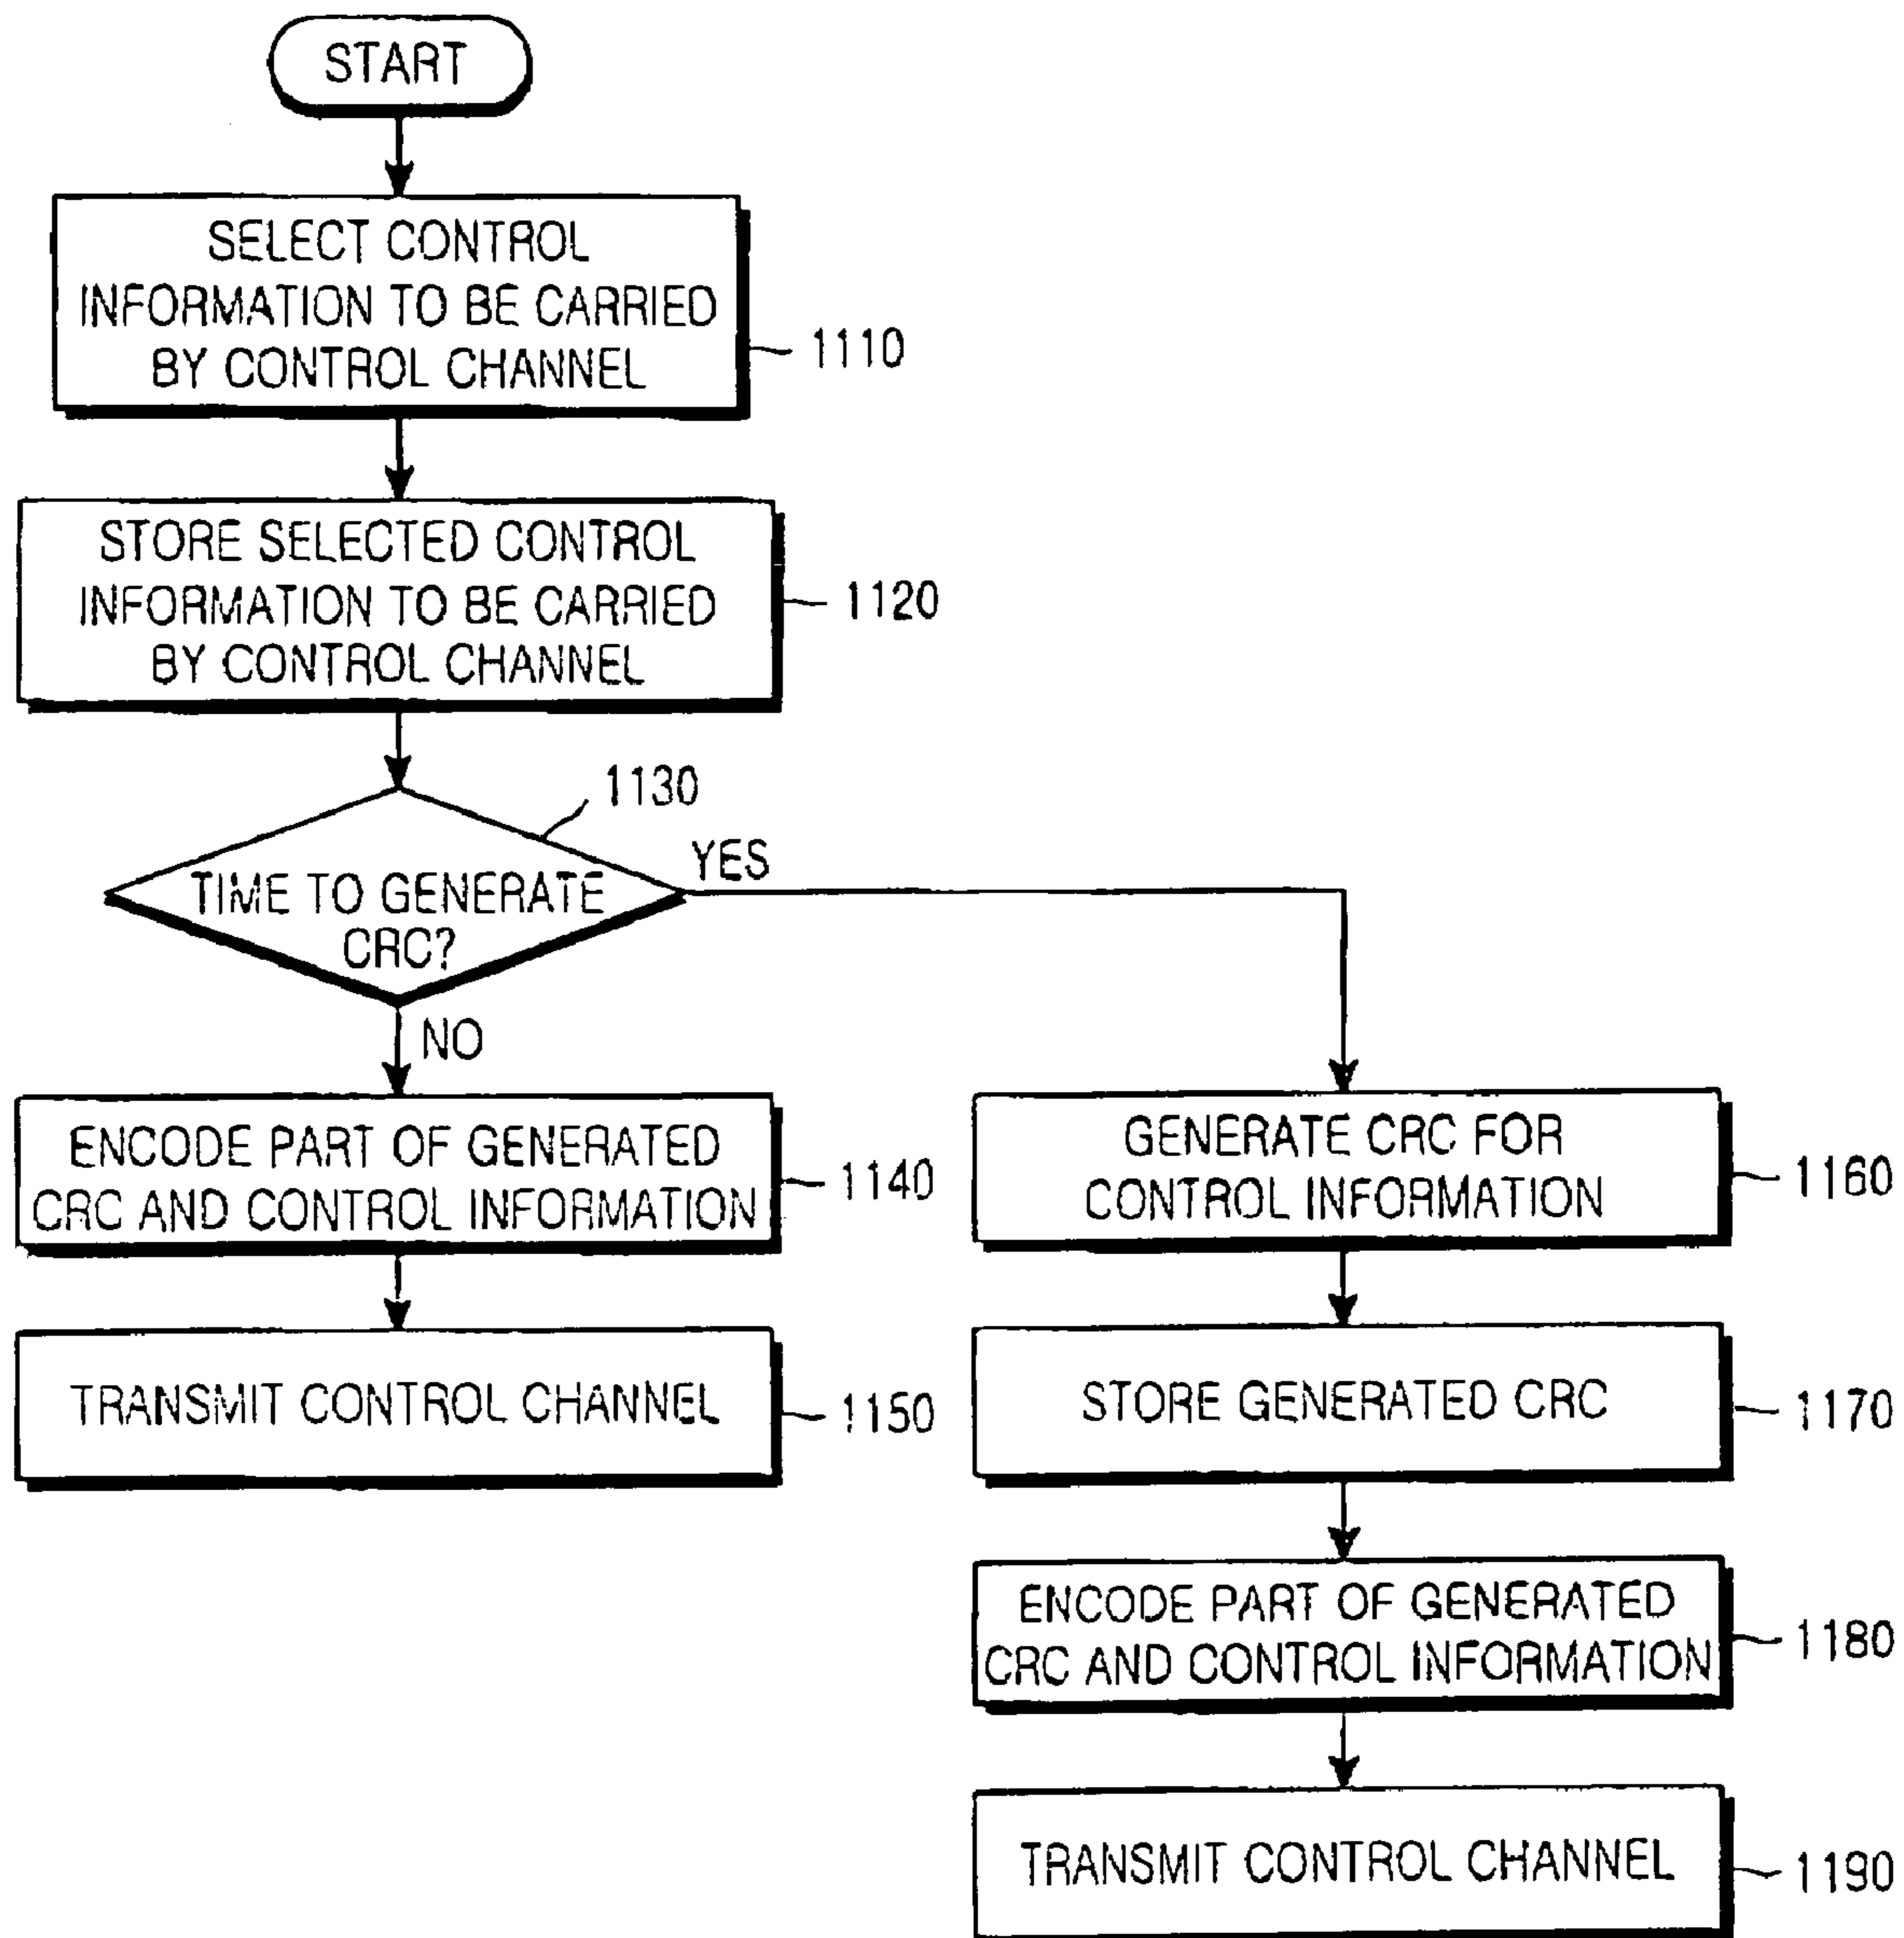 START
SELECT CONTROL
INFORMATION TO BE CARRIED
BY CONTROL CHANNEL
1110
STORE SELECTED CONTROL
INFORMATION TO BE CARRIED
BY CONTROL CHANNEL
1120
1130
TIME TO GENERATE
CRC?
YES
NO
ENCODE PART OF GENERATED
CRC AND CONTROL INFORMATION
1140
TRANSMIT CONTROL CHANNEL
1150
GENERATE CRC FOR
CONTROL INFORMATION
1160
STORE GENERATED CRC
1170
ENCODE PART OF GENERATED
CRC AND CONTROL INFORMATION
1180
TRANSMIT CONTROL CHANNEL
1190